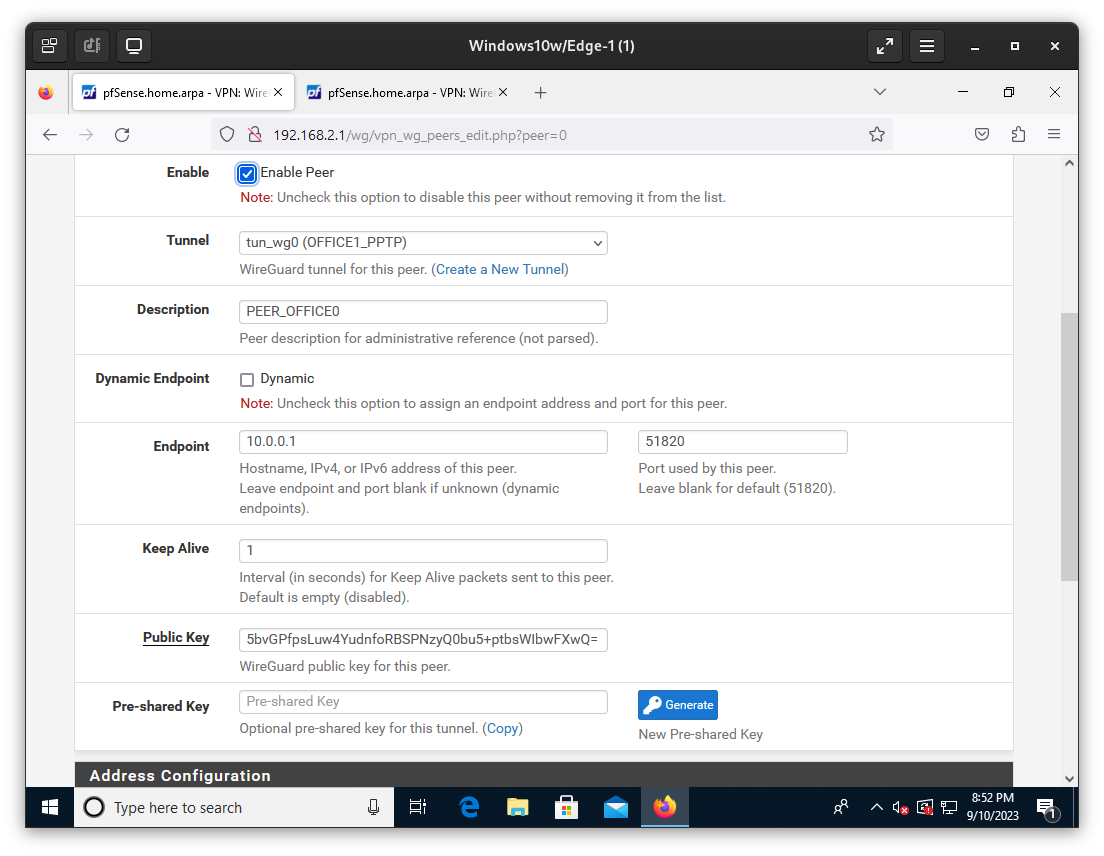 Windows10w/Edge-1 (1)
pfSense.home.arpa - VPN: Wire
pfSense.home.arpa - VPN: Wire
192.168.2.1/wg/vpn_wg_peers_edit.php?peer=0
Enable
Enable Peer
Note: Uncheck this option to disable this peer without removing it from the list.
Tunnel
tun_wg0 (OFFICE1_PPTP)
WireGuard tunnel for this peer. (Create a New Tunnel)
Description
PEER_OFFICE0
Peer description for administrative reference (not parsed).
Dynamic Endpoint
Dynamic
Note: Uncheck this option to assign an endpoint address and port for this peer.
Endpoint
10.0.0.1
51820
Hostname, IPv4, or IPv6 address of this peer.
Leave endpoint and port blank if unknown (dynamic
endpoints).
Port used by this peer.
Leave blank for default (51820).
Keep Alive
1
Interval (in seconds) for Keep Alive packets sent to this peer.
Default is empty (disabled).
Public Key
5bvGPfpsLuw4YudnfoRBSPNzyQ0bu5+ptbsWIbwFXwQ=
WireGuard public key for this peer.
Pre-shared Key
Pre-shared Key
Generate
Optional pre-shared key for this tunnel. (Copy)
New Pre-shared Key
Address Configuration
Type here to search
8:52 PM
9/10/2023
1